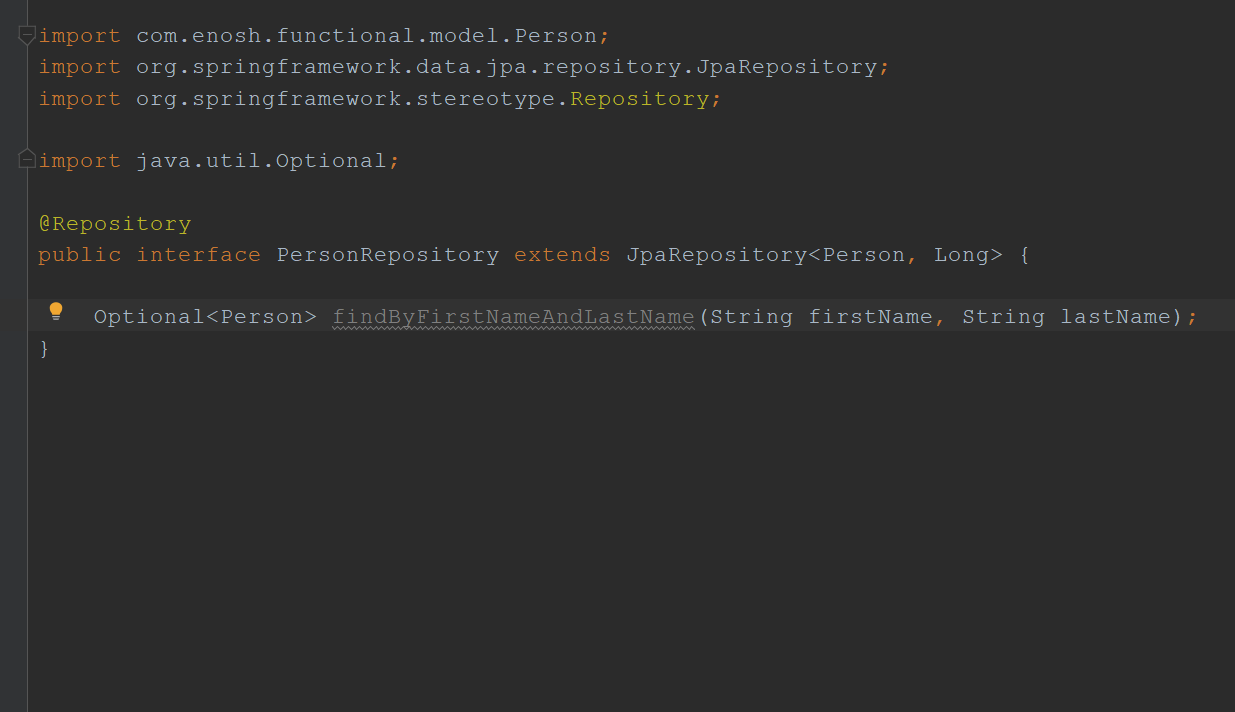 import com.enosh.functional.model.Person;
import org.springframework.data.jpa.repository.JpaRepository;
import org.springframework.stereotype.Repository;
import java.util.Optional;
@Repository
public interface PersonRepository extends JpaRepository<Person, Long> {
Optional<Person> findByFirstNameAndLastName(String firstName, String lastName);
}